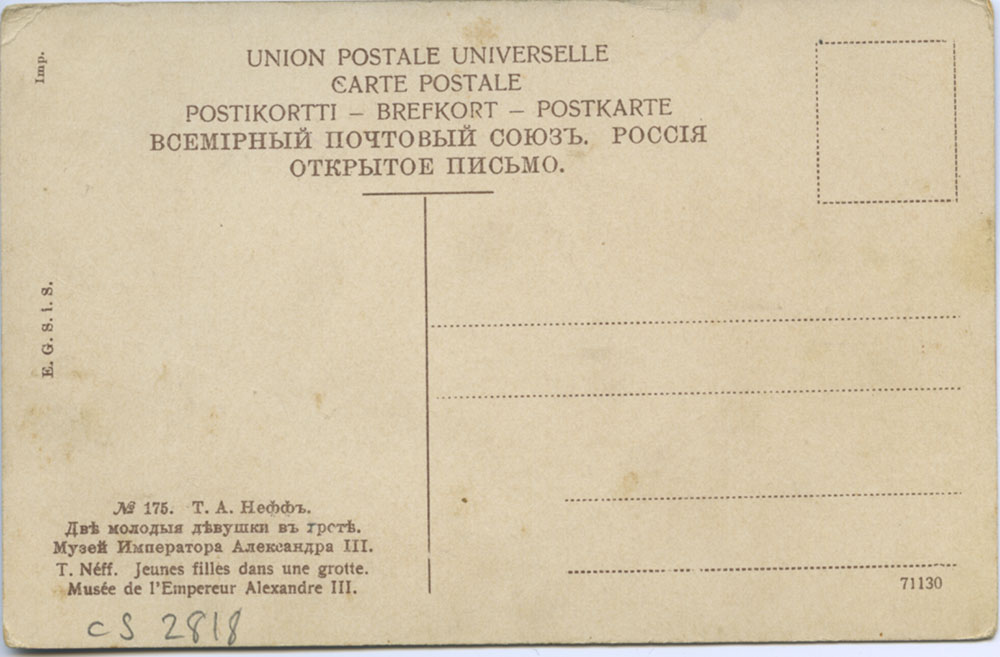 Imp.
UNION POSTALE UNIVERSELLE
CARTE POSTALE
POSTIKORTTI – BREFKORT – POSTKARTE
ВСЕМІРНЫЙ ПОЧТОВЫЙ СОЮЗЪ. РОССІЯ
ОТКРЫТОЕ ПИСЬМО.
E. G. S. i. S.
№ 175. Т. А. Неффъ.
Двѣ молодыя дѣвушки въ гротѣ.
Музей Императора Александра III.
T. Néff. Jeunes filles dans une grotte.
Musée de l'Empereur Alexandre III.
71130
CS 2818